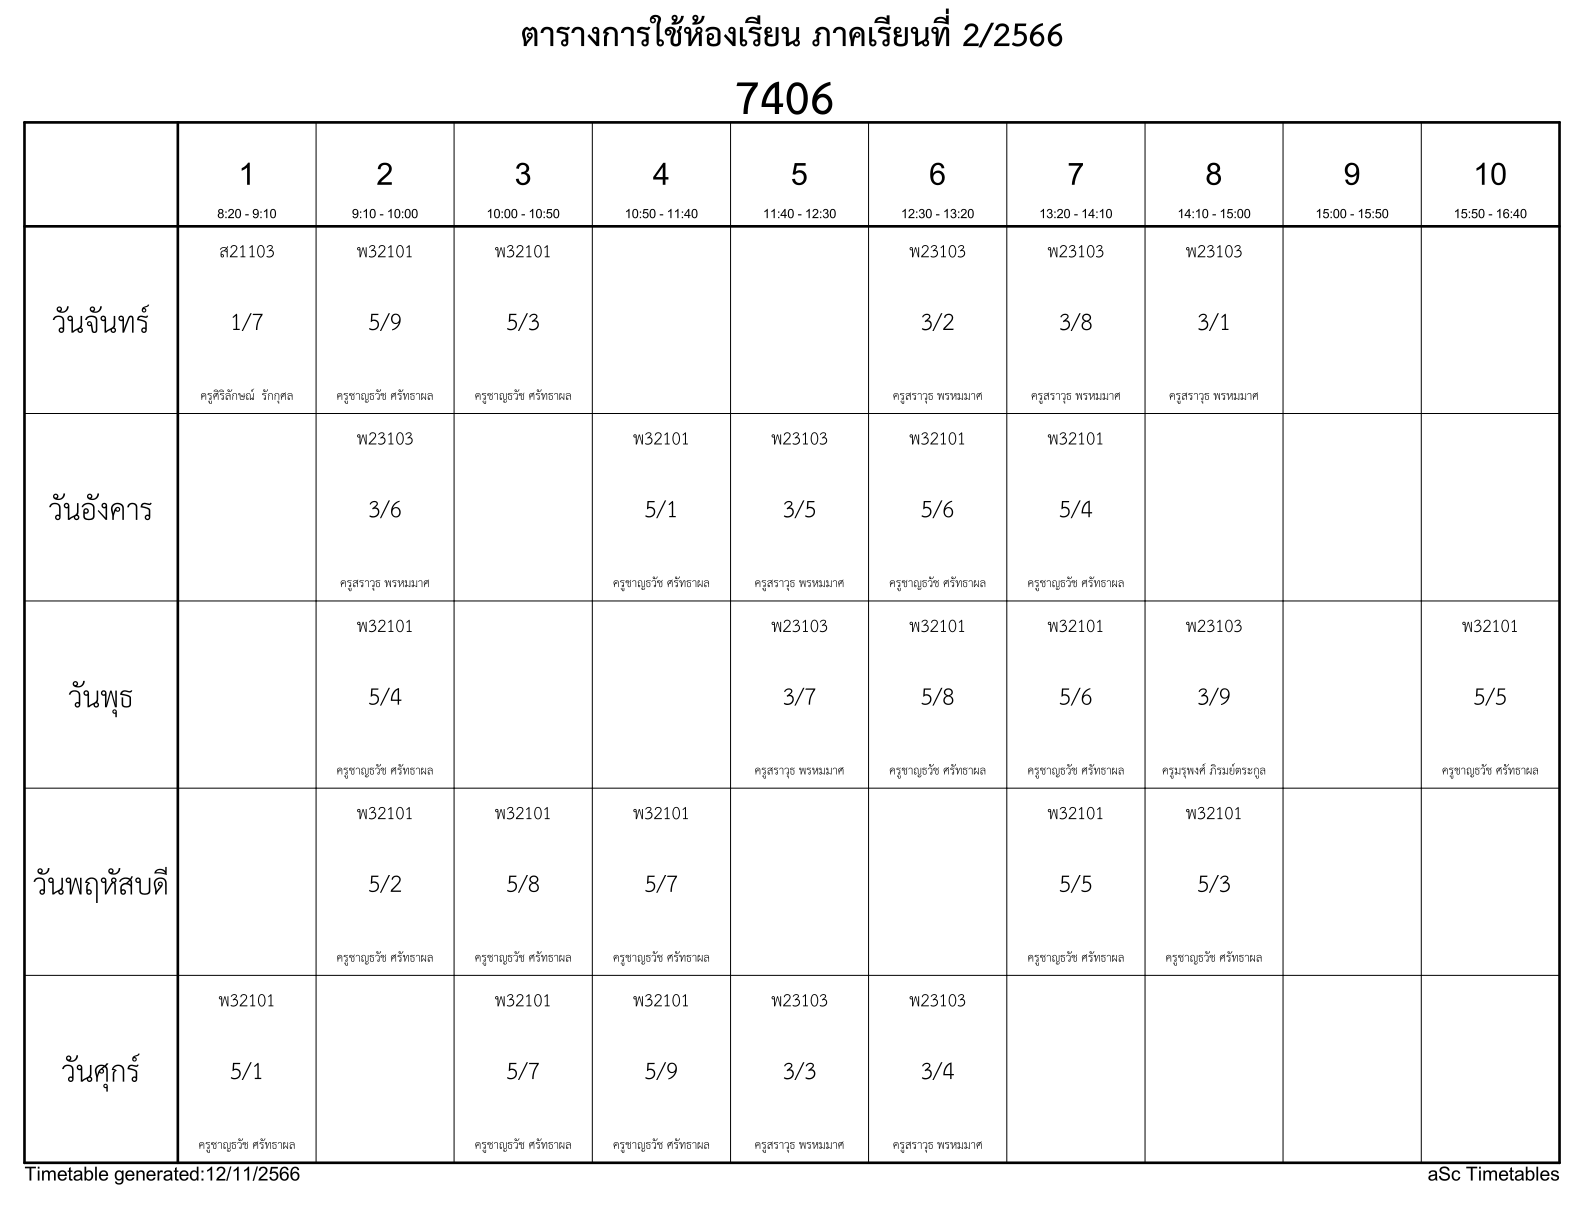 ตารางการใช้ห้องเรียน ภาคเรียนที่ 2/2566
7406
1 2 3 4 5 6 7 8 9 10
8:20 - 9:10 9:10 - 10:00 10:00 - 10:50 10:50 - 11:40 11:40 - 12:30 12:30 - 13:20 13:20 - 14:10 14:10 - 15:00 15:00 - 15:50 15:50 - 16:40
ส21103 พ32101 พ32101 พ23103 พ23103 พ23103
วันจันทร์ 1/7 5/9 5/3 3/2 3/8 3/1
ครูศิริลักษณ์ รักกุศล ครูชาญธวัช ศรัทธาผล ครูชาญธวัช ศรัทธาผล ครูสราวุธ พรหมมาศ ครูสราวุธ พรหมมาศ ครูสราวุธ พรหมมาศ
พ23103 พ32101 พ23103 พ32101 พ32101
วันอังคาร 3/6 5/1 3/5 5/6 5/4
ครูสราวุธ พรหมมาศ ครูชาญธวัช ศรัทธาผล ครูสราวุธ พรหมมาศ ครูชาญธวัช ศรัทธาผล ครูชาญธวัช ศรัทธาผล
พ32101 พ23103 พ32101 พ32101 พ23103 พ32101
วันพุธ 5/4 3/7 5/8 5/6 3/9 5/5
ครูชาญธวัช ศรัทธาผล ครูสราวุธ พรหมมาศ ครูชาญธวัช ศรัทธาผล ครูชาญธวัช ศรัทธาผล ครูมรุพงศ์ ภิรมย์ตระกูล ครูชาญธวัช ศรัทธาผล
พ32101 พ32101 พ32101 พ32101 พ32101
วันพฤหัสบดี 5/2 5/8 5/7 5/5 5/3
ครูชาญธวัช ศรัทธาผล ครูชาญธวัช ศรัทธาผล ครูชาญธวัช ศรัทธาผล ครูชาญธวัช ศรัทธาผล ครูชาญธวัช ศรัทธาผล
พ32101 พ32101 พ32101 พ23103 พ23103
วันศุกร์ 5/1 5/7 5/9 3/3 3/4
ครูชาญธวัช ศรัทธาผล ครูชาญธวัช ศรัทธาผล ครูชาญธวัช ศรัทธาผล ครูสราวุธ พรหมมาศ ครูสราวุธ พรหมมาศ
Timetable generated:12/11/2566 aSc Timetables